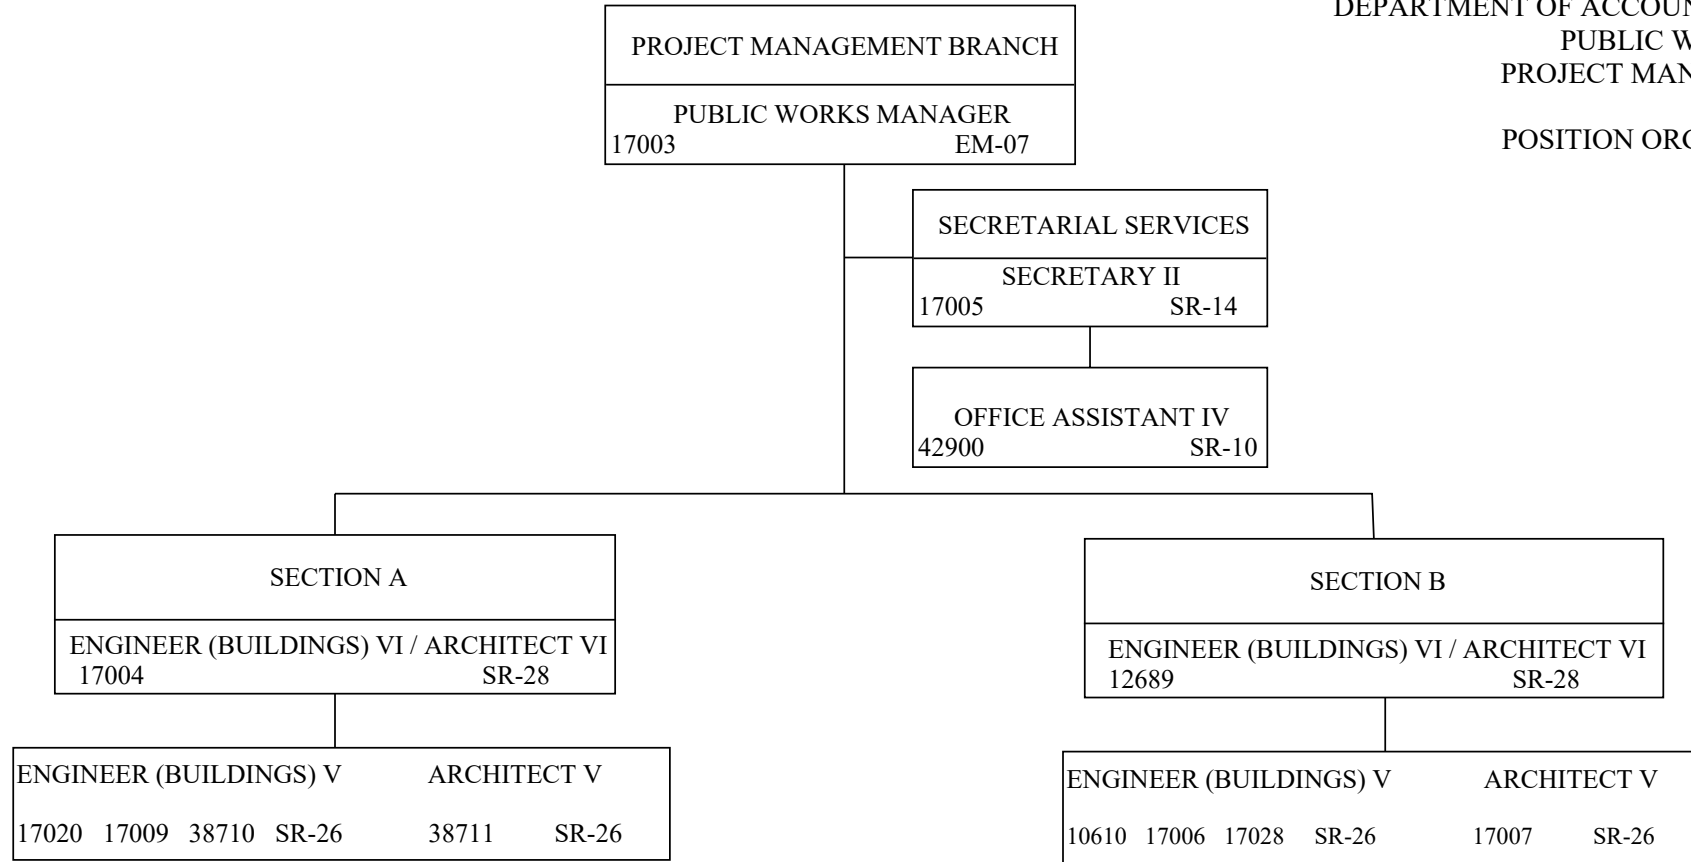 DEPARTMENT OF
PUBLIC
PROJECT
POSITION
PROJECT MANAGEMENT BRANCH
PUBLIC WORKS MANAGER
17003 EM-07
SECRETARIAL SERVICES
SECRETARY II
17005 SR-14
OFFICE ASSISTANT IV
42900 SR-10
SECTION A
ENGINEER (BUILDINGS) VI / ARCHITECT VI
17004 SR-28
ENGINEER (BUILDINGS) V ARCHITECT V
17020 17009 38710 SR-26 38711 SR-26
SECTION B
ENGINEER (BUILDINGS) VI / ARCHITECT VI
12689 SR-28
ENGINEER (BUILDINGS) V ARCHITECT V
10610 17006 17028 SR-26 17007 SR-26